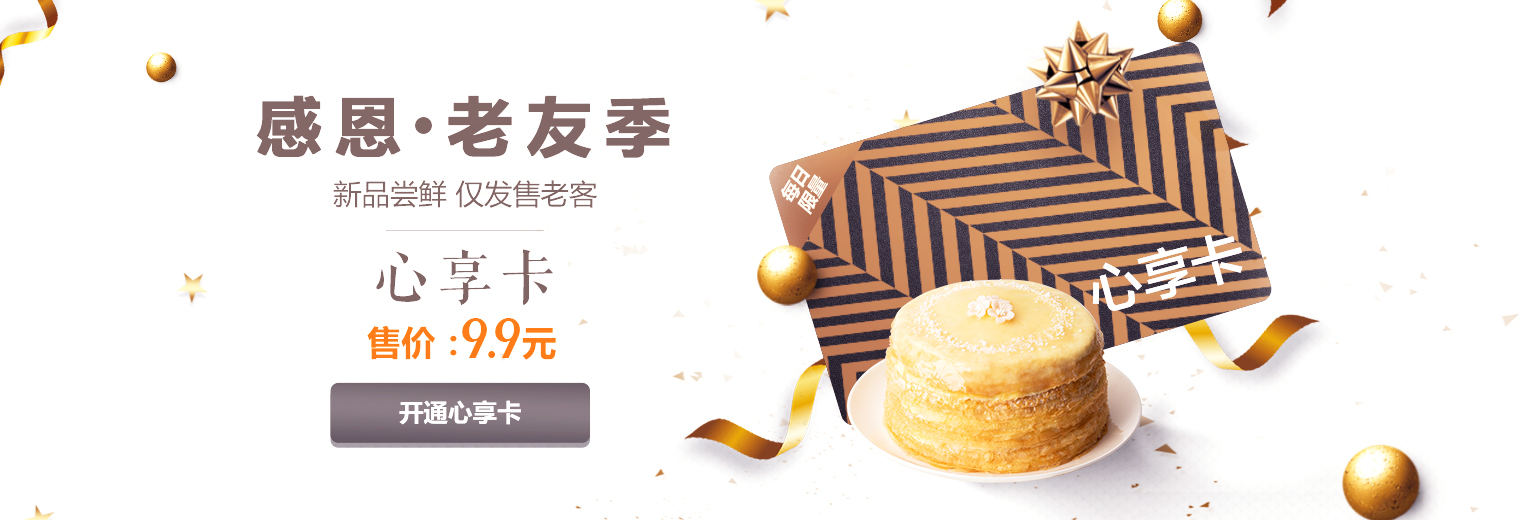 感恩·老友季
新品尝鲜 仅发售老客
心享卡
售价:9.9元
开通心享卡
每日
限量
心享卡